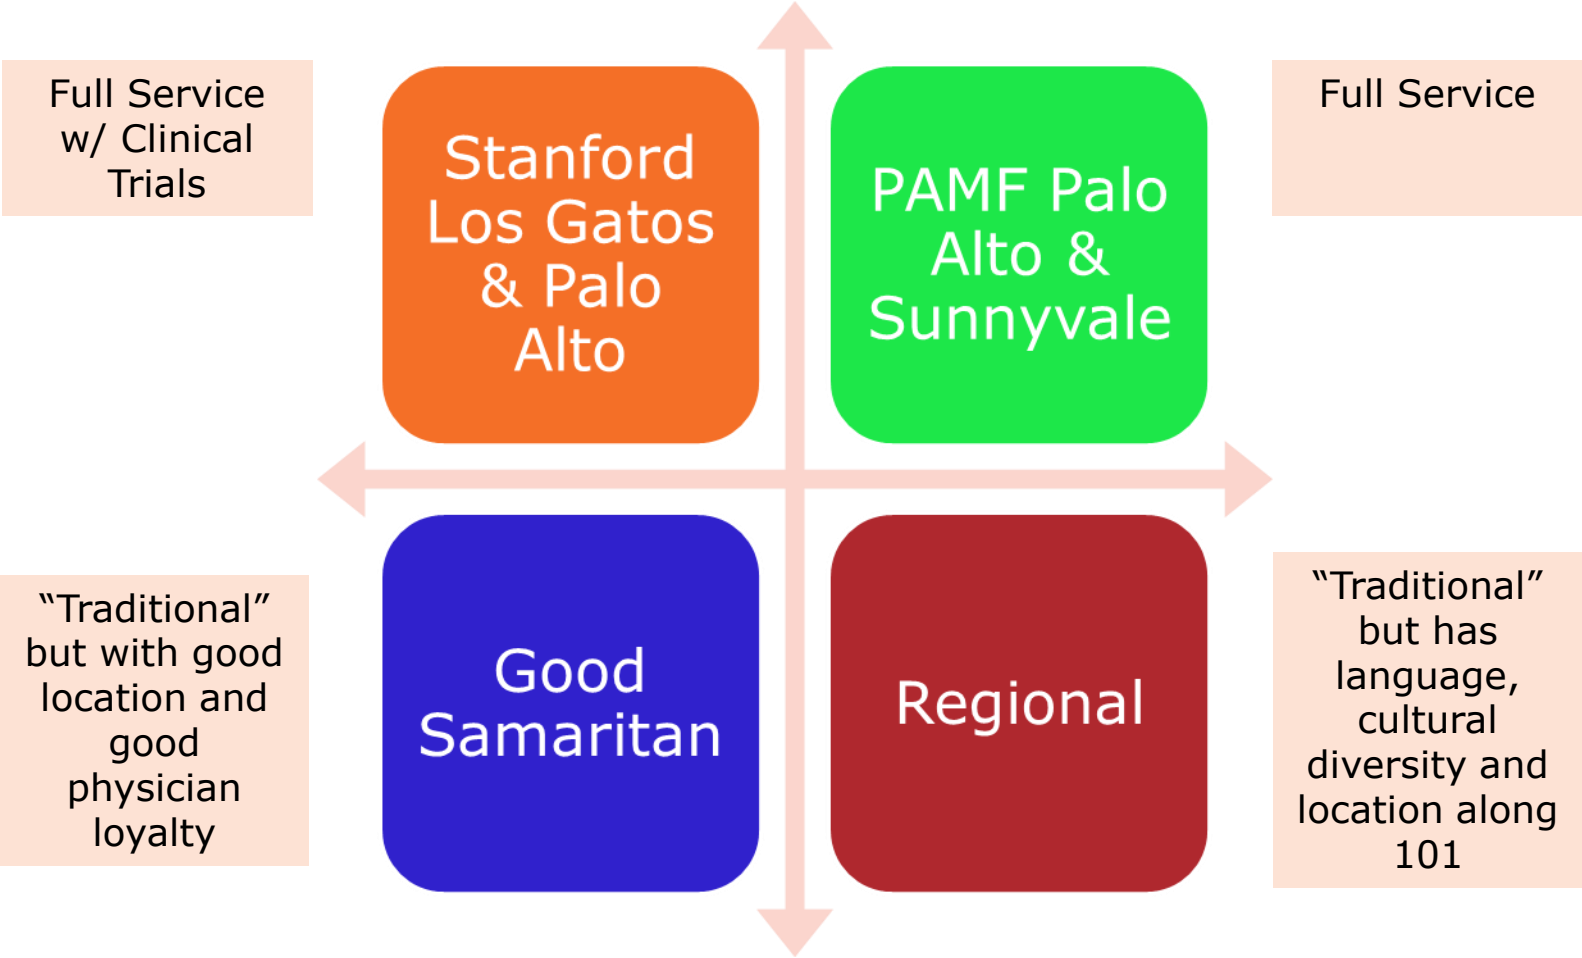 Full Service
w/ Clinical
Trials
Stanford
Los Gatos
& Palo
Alto
PAMF Palo
Alto &
Sunnyvale
Full Service
“Traditional”
but with good
location and
good
physician
loyalty
Good
Samaritan
Regional
“Traditional”
but has
language,
cultural
diversity and
location along
101